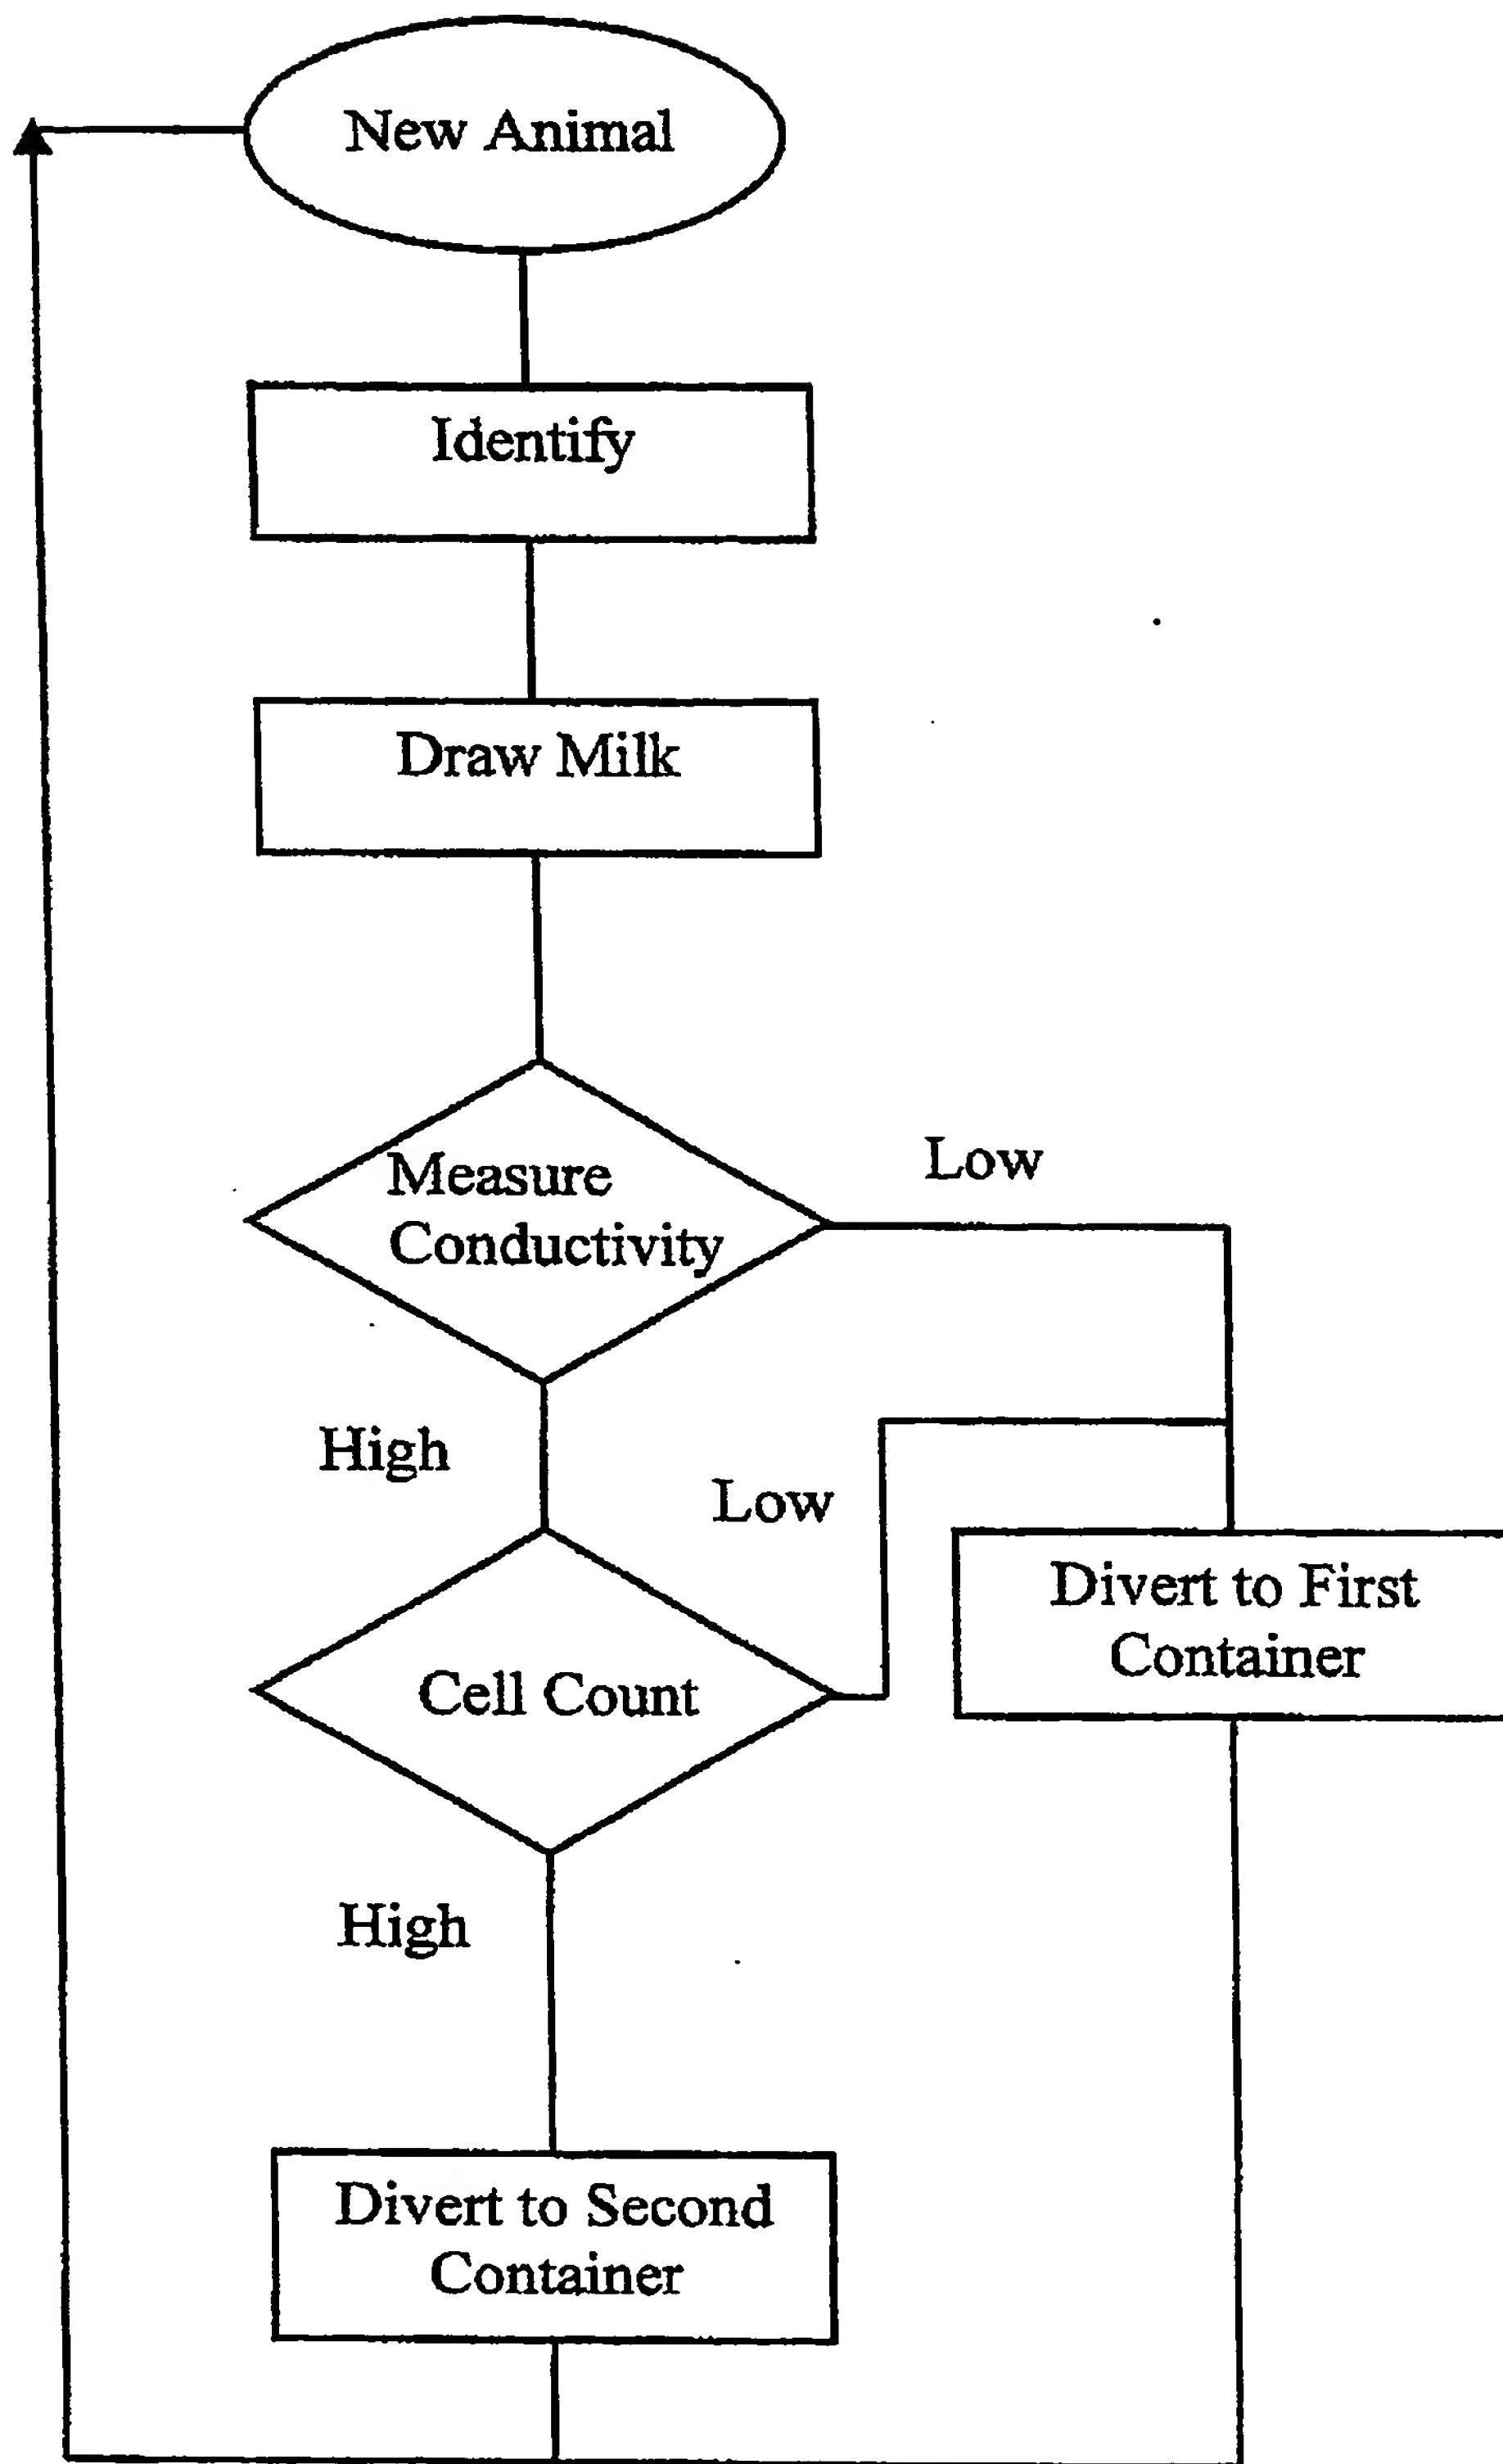 New Animal
Identify
Draw Milk
Measure
Conductivity
Low
High
Low
Divert to First
Container
Cell Count
High
Divert to Second
Container